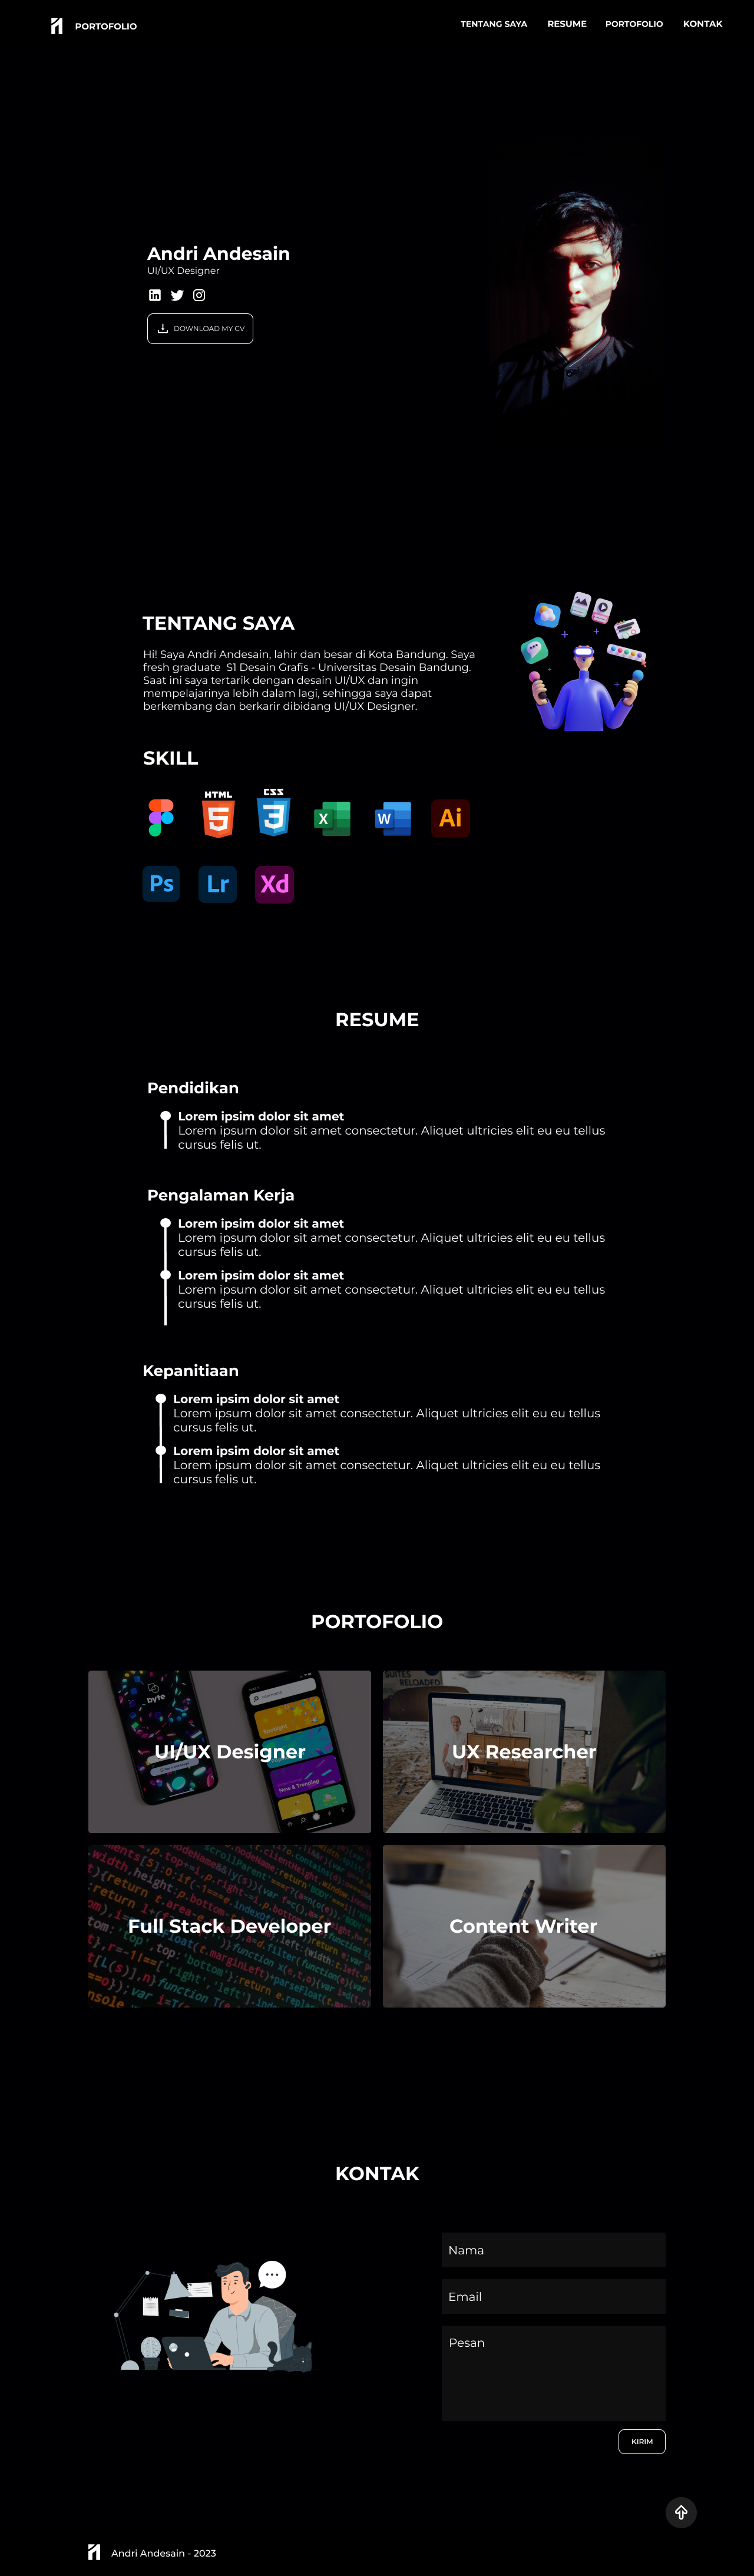 PORTOFOLIO
TENTANG SAYA
RESUME
PORTOFOLIO
KONTAK
Andri Andesain
UI/UX Designer
in
DOWNLOAD MY CV
TENTANG SAYA
Hi! Saya Andri Andesain, lahir dan besar di Kota Bandung. Saya
fresh graduate S1 Desain Grafis - Universitas Desain Bandung.
Saat ini saya tertarik dengan desain UI/UX dan ingin
mempelajarinya lebih dalam lagi, sehingga saya dapat
berkembang dan berkarir dibidang UI/UX Designer.
SKILL
HTML
5
CSS
3
X
W
Ai
Ps
Lr
Xd
RESUME
Pendidikan
Lorem ipsim dolor sit amet
Lorem ipsum dolor sit amet consectetur. Aliquet ultricies elit eu eu tellus
cursus felis ut.
Pengalaman Kerja
Lorem ipsim dolor sit amet
Lorem ipsum dolor sit amet consectetur. Aliquet ultricies elit eu eu tellus
cursus felis ut.
Lorem ipsim dolor sit amet
Lorem ipsum dolor sit amet consectetur. Aliquet ultricies elit eu eu tellus
cursus felis ut.
Kepanitiaan
Lorem ipsim dolor sit amet
Lorem ipsum dolor sit amet consectetur. Aliquet ultricies elit eu eu tellus
cursus felis ut.
Lorem ipsim dolor sit amet
Lorem ipsum dolor sit amet consectetur. Aliquet ultricies elit eu eu tellus
cursus felis ut.
PORTOFOLIO
byte
Spotlight
New & Trending
UI/UX Designer
SUITES
RELOADED
UX Researcher
Full Stack Developer
Content Writer
KONTAK
Nama
Email
Pesan
KIRIM
Andri Andesain - 2023